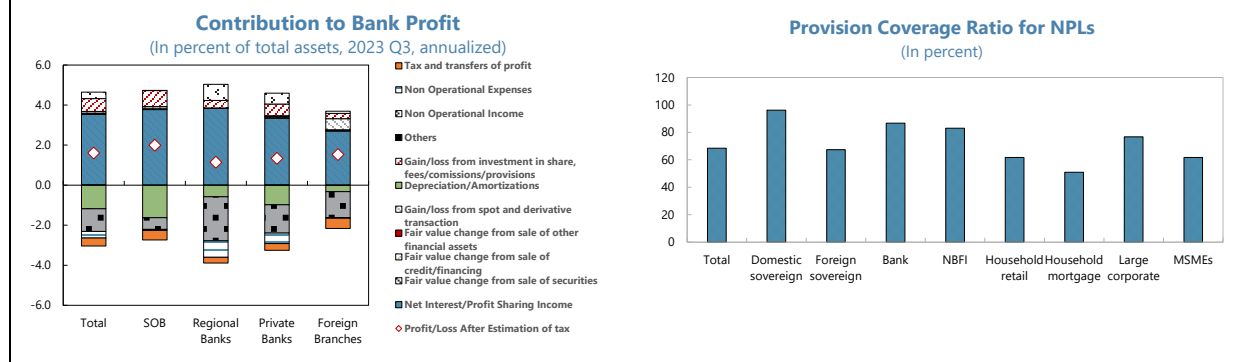 Contribution to Bank Profit
(In percent of total assets, 2023 Q3, annualized)
6.0
4.0
2.0
0.0
-2.0
-4.0
-6.0
Total
SOB
Regional
Banks
Private
Banks
Foreign
Branches
Tax and transfers of profit
Non Operational Expenses
Non Operational Income
Others
Gain/loss from investment in share,
fees/comissions/provisions
Depreciation/Amortizations
Gain/loss from spot and derivative
transaction
Fair value change from sale of other
financial assets
Fair value change from sale of
credit/financing
Fair value change from sale of securities
Net Interest/Profit Sharing Income
Profit/Loss After Estimation of tax
Provision Coverage Ratio for NPLs
(In percent)
120
100
80
60
40
20
0
Total
Domestic
sovereign
Foreign
sovereign
Bank
NBFI
Household
retail
Household
mortgage
Large
corporate
MSMEs